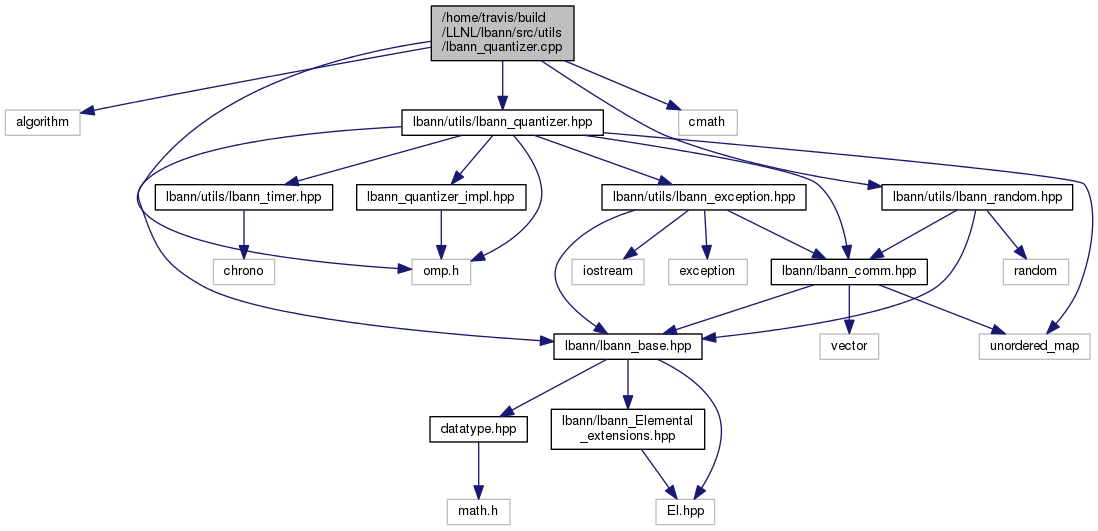 /home/travis/build
/LLNL/lbann/src/utils
/lbann_quantizer.cpp
algorithm
lbann/utils/lbann_quantizer.hpp
cmath
lbann/utils/lbann_timer.hpp
lbann_quantizer_impl.hpp
lbann/utils/lbann_exception.hpp
lbann/utils/lbann_random.hpp
chrono
omp.h
iostream
exception
lbann/lbann_comm.hpp
random
lbann/lbann_base.hpp
vector
unordered_map
datatype.hpp
lbann/lbann_Elemental
_extensions.hpp
math.h
El.hpp